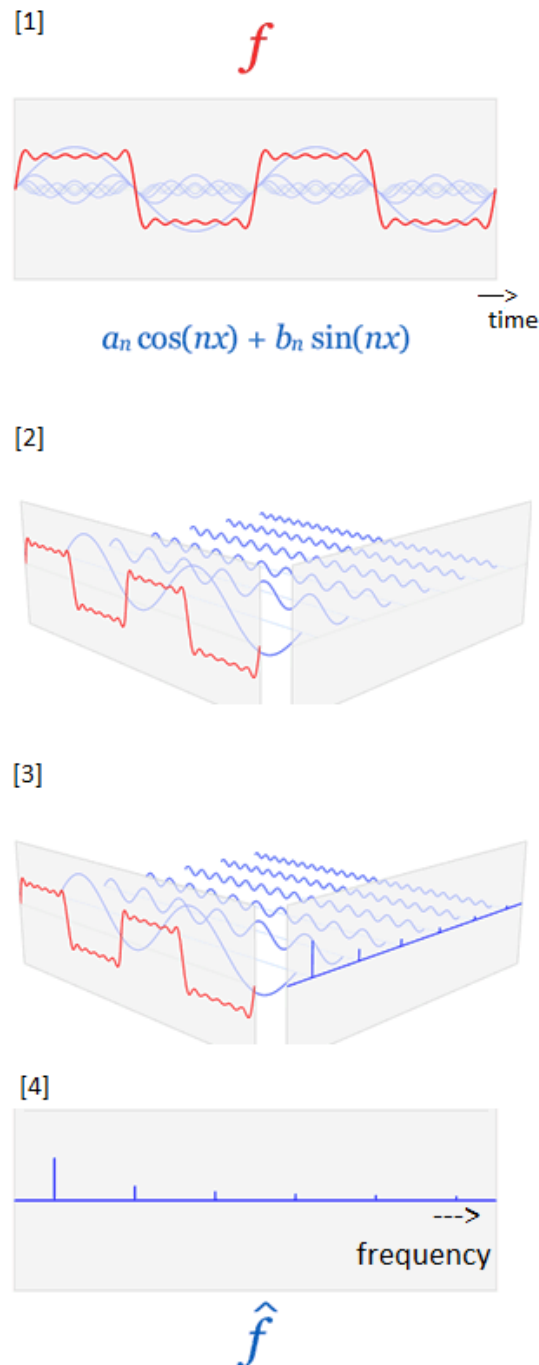 [1]
f
--->
time
aₙ cos(nx) + bₙ sin(nx)
[2]
[3]
[4]
--->
frequency
f̂